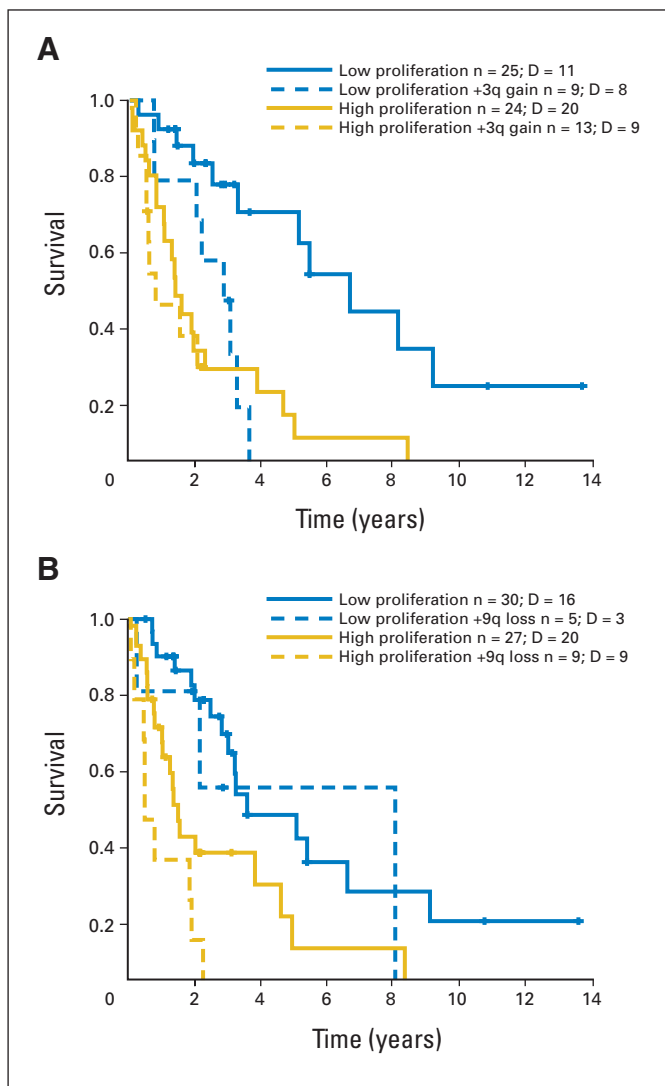 A
Low proliferation n = 25; D = 11
Low proliferation +3q gain n = 9; D = 8
High proliferation n = 24; D = 20
High proliferation +3q gain n = 13; D = 9
1.0
0.8
0.6
0.4
0.2
Survival
0 2 4 6 8 10 12 14
Time (years)
B
Low proliferation n = 30; D = 16
Low proliferation +9q loss n = 5; D = 3
High proliferation n = 27; D = 20
High proliferation +9q loss n = 9; D = 9
1.0
0.8
0.6
0.4
0.2
Survival
0 2 4 6 8 10 12 14
Time (years)